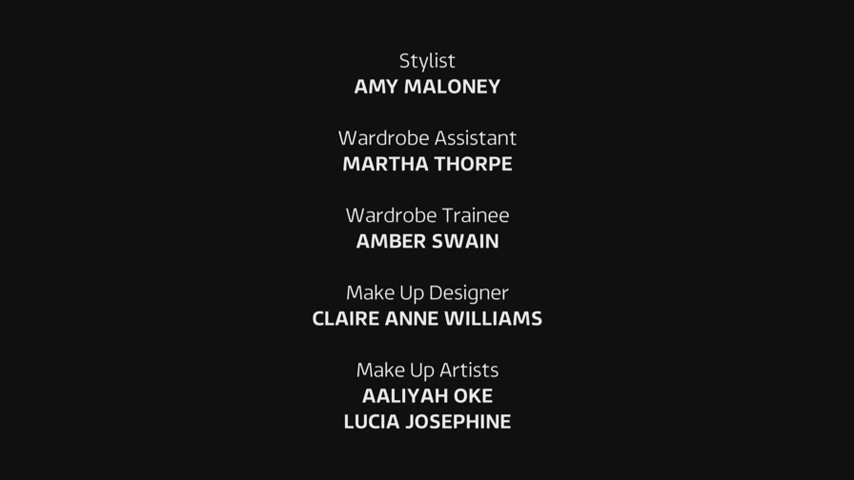 Stylist
AMY MALONEY
Wardrobe Assistant
MARTHA THORPE
Wardrobe Trainee
AMBER SWAIN
Make Up Designer
CLAIRE ANNE WILLIAMS
Make Up Artists
AALIYAH OKE
LUCIA JOSEPHINE